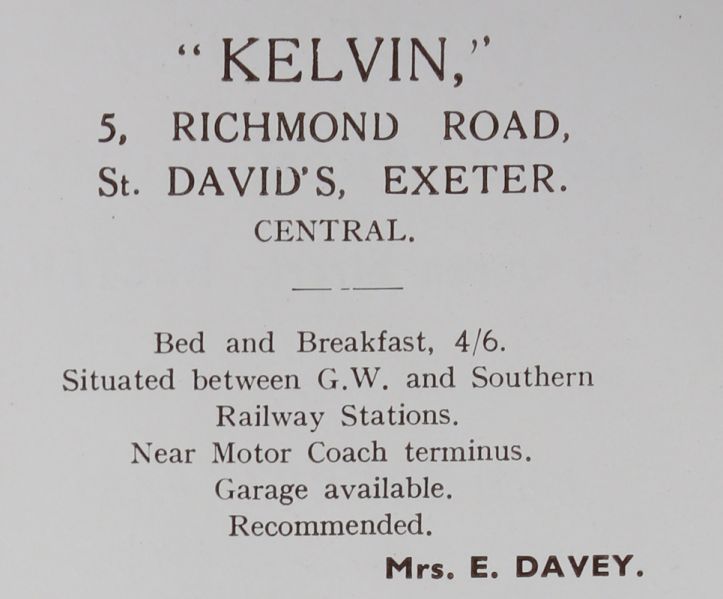 "KELVIN,"
5, RICHMOND ROAD,
St. DAVID'S, EXETER.
CENTRAL.
Bed and Breakfast, 4/6.
Situated between G.W. and Southern
Railway Stations.
Near Motor Coach terminus.
Garage available.
Recommended.
Mrs. E. DAVEY.